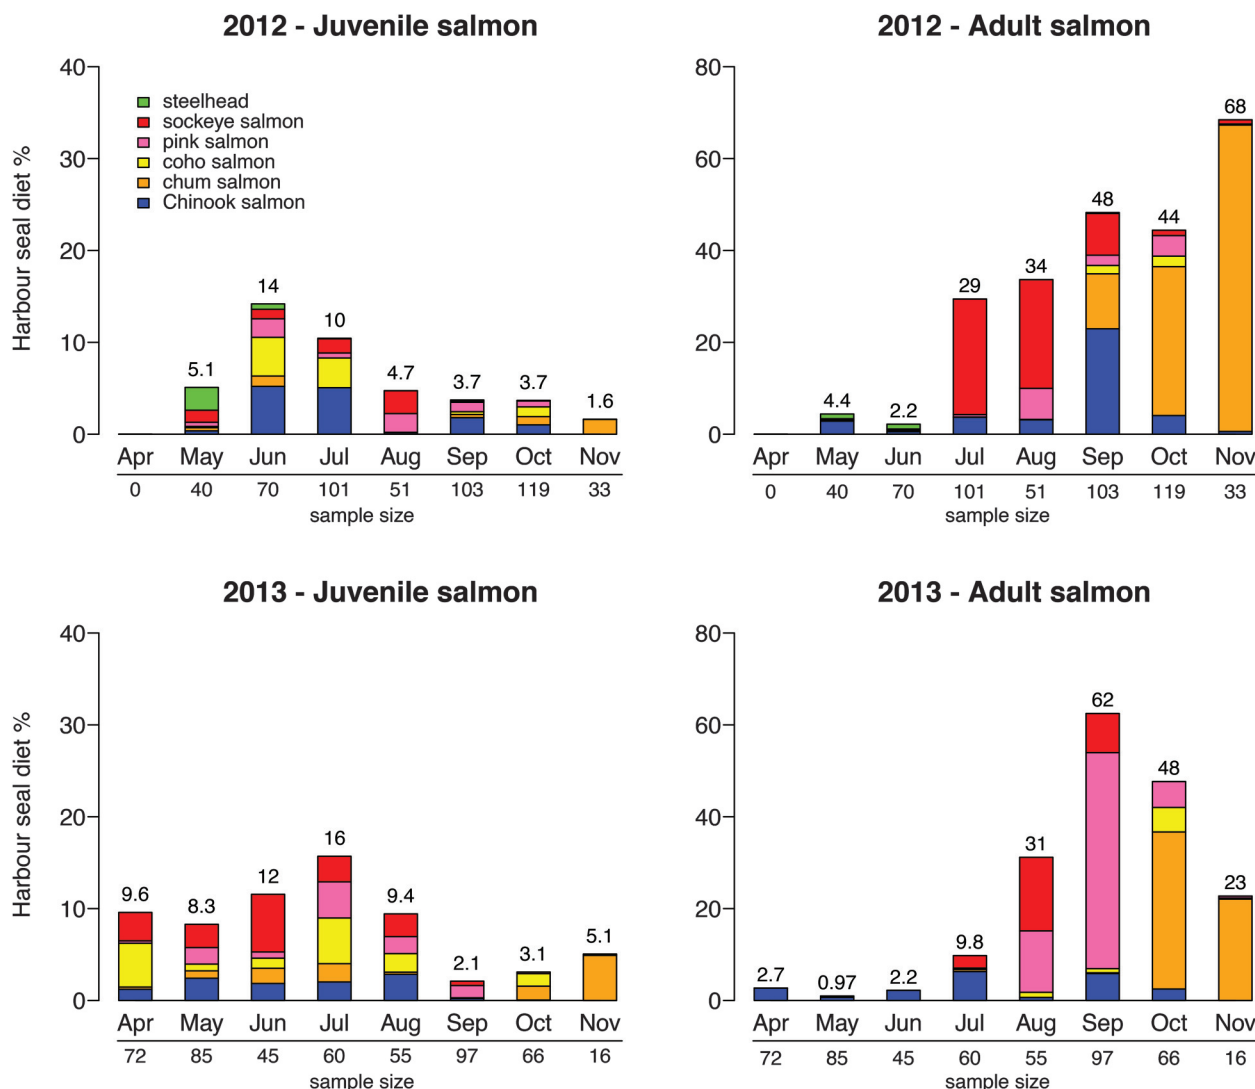 2012 - Juvenile salmon
Harbour seal diet %
40
30
20
10
0
steelhead
sockeye salmon
pink salmon
coho salmon
chum salmon
Chinook salmon
5.1 14 10 4.7 3.7 3.7 1.6
Apr May Jun Jul Aug Sep Oct Nov
0 40 70 101 51 103 119 33
sample size
2012 - Adult salmon
80
60
40
20
0
4.4 2.2 29 34 48 44 68
Apr May Jun Jul Aug Sep Oct Nov
0 40 70 101 51 103 119 33
sample size
2013 - Juvenile salmon
Harbour seal diet %
40
30
20
10
0
9.6 8.3 12 16 9.4 2.1 3.1 5.1
Apr May Jun Jul Aug Sep Oct Nov
72 85 45 60 55 97 66 16
sample size
2013 - Adult salmon
80
60
40
20
0
2.7 0.97 2.2 9.8 31 62 48 23
Apr May Jun Jul Aug Sep Oct Nov
72 85 45 60 55 97 66 16
sample size